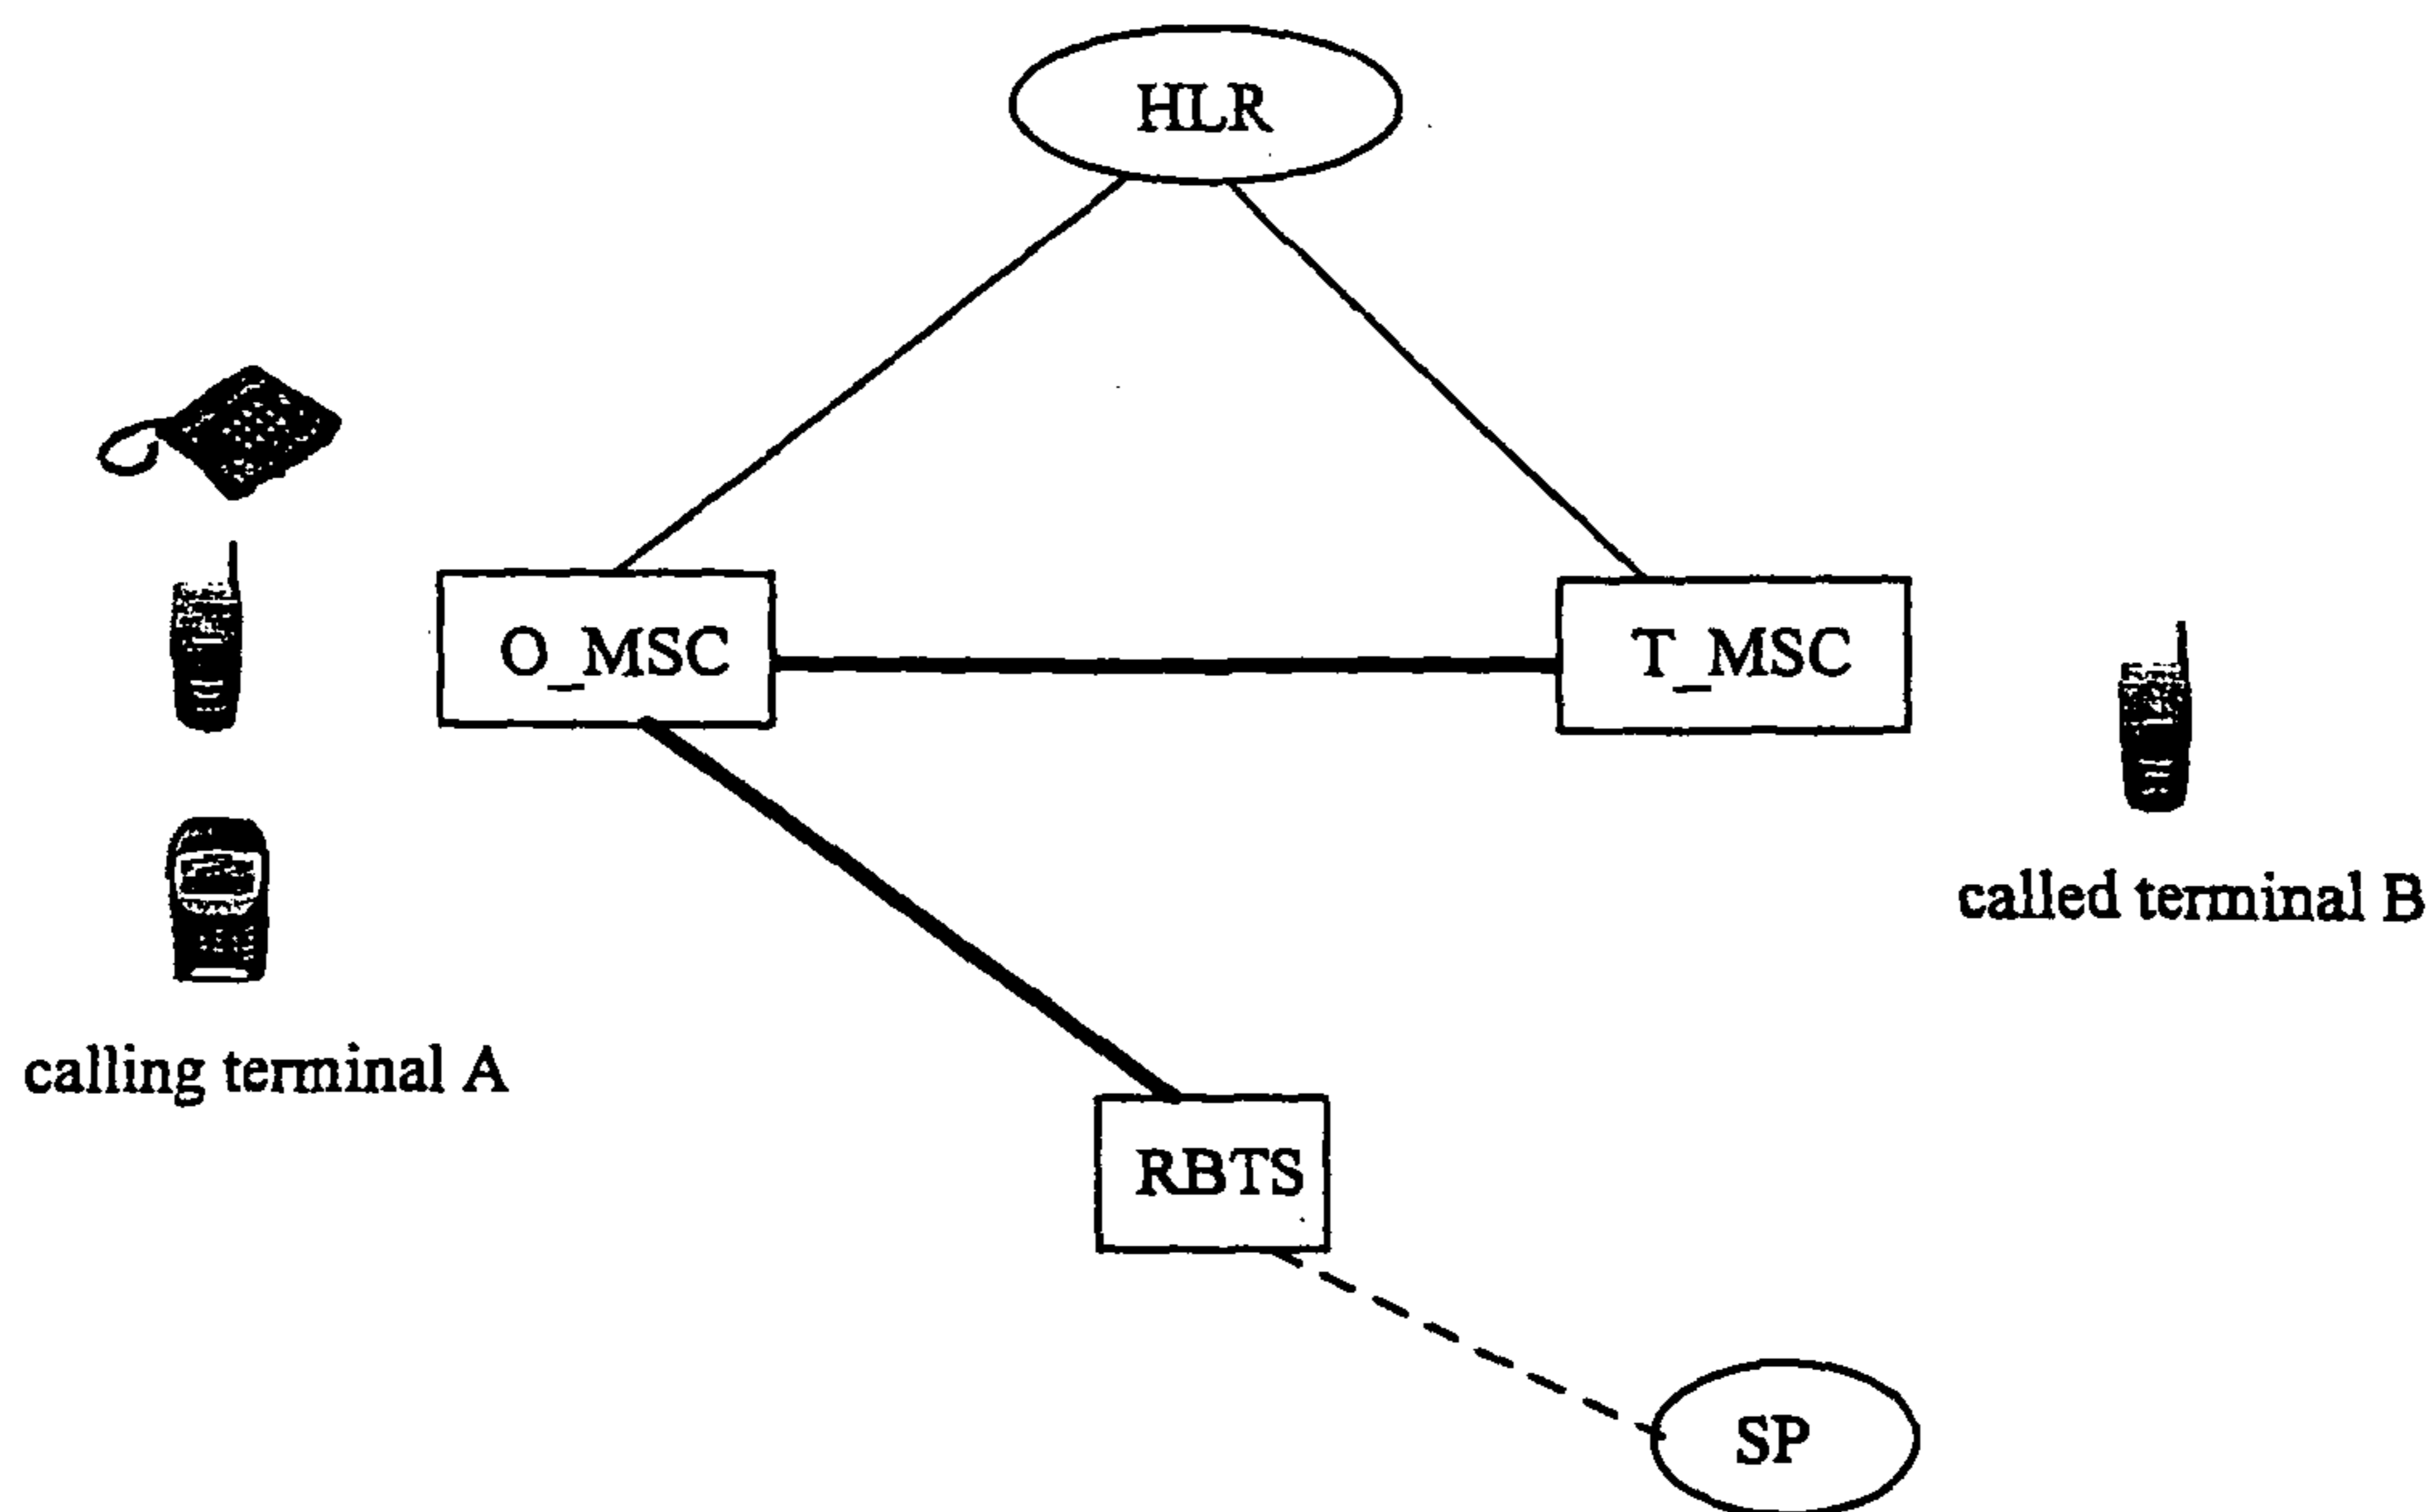 HLR
O_MSC
T_MSC
called terminal B
calling terminal A
RBTS
SP